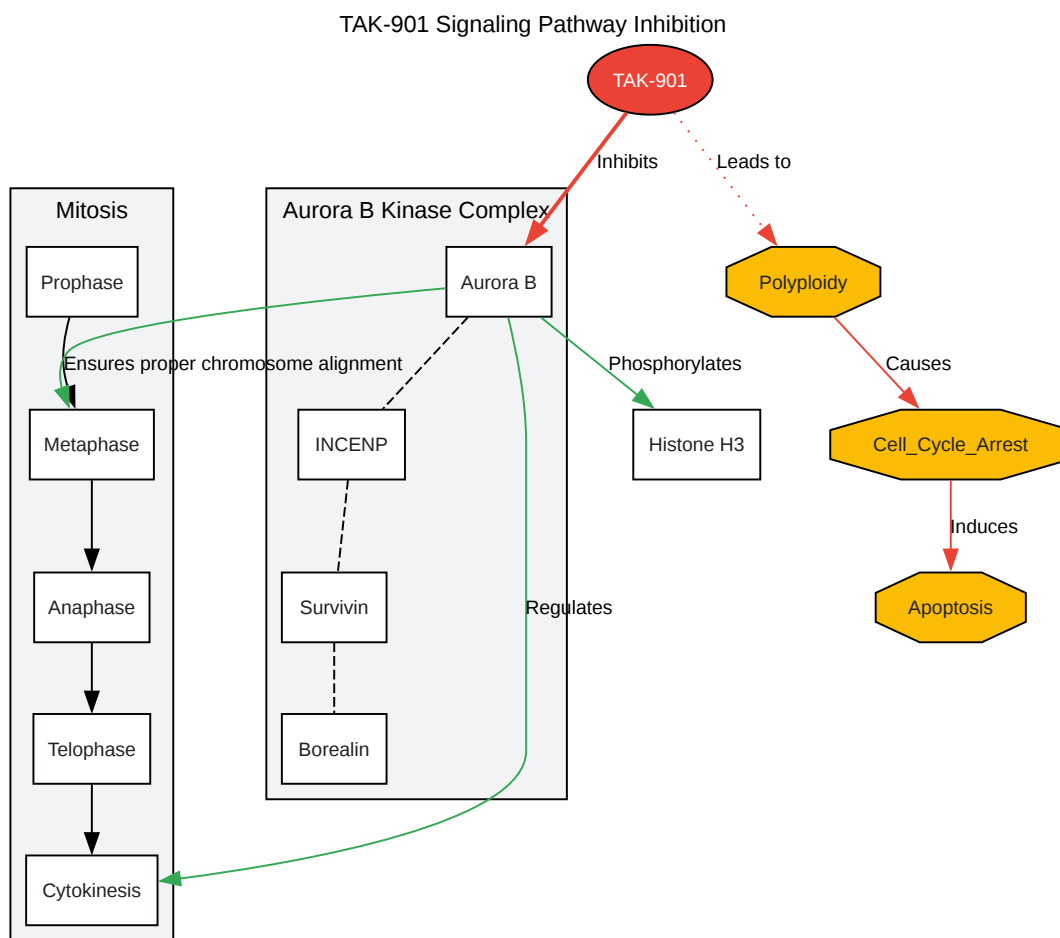 TAK-901 Signaling Pathway Inhibition
TAK-901
Inhibits
Leads to
Mitosis
Aurora B Kinase Complex
Prophase
Aurora B
Polyploidy
Ensures proper chromosome alignment
Phosphorylates
Causes
Metaphase
INCENP
Histone H3
Cell_Cycle_Arrest
Induces
Anaphase
Survivin
Regulates
Apoptosis
Telophase
Borealin
Cytokinesis